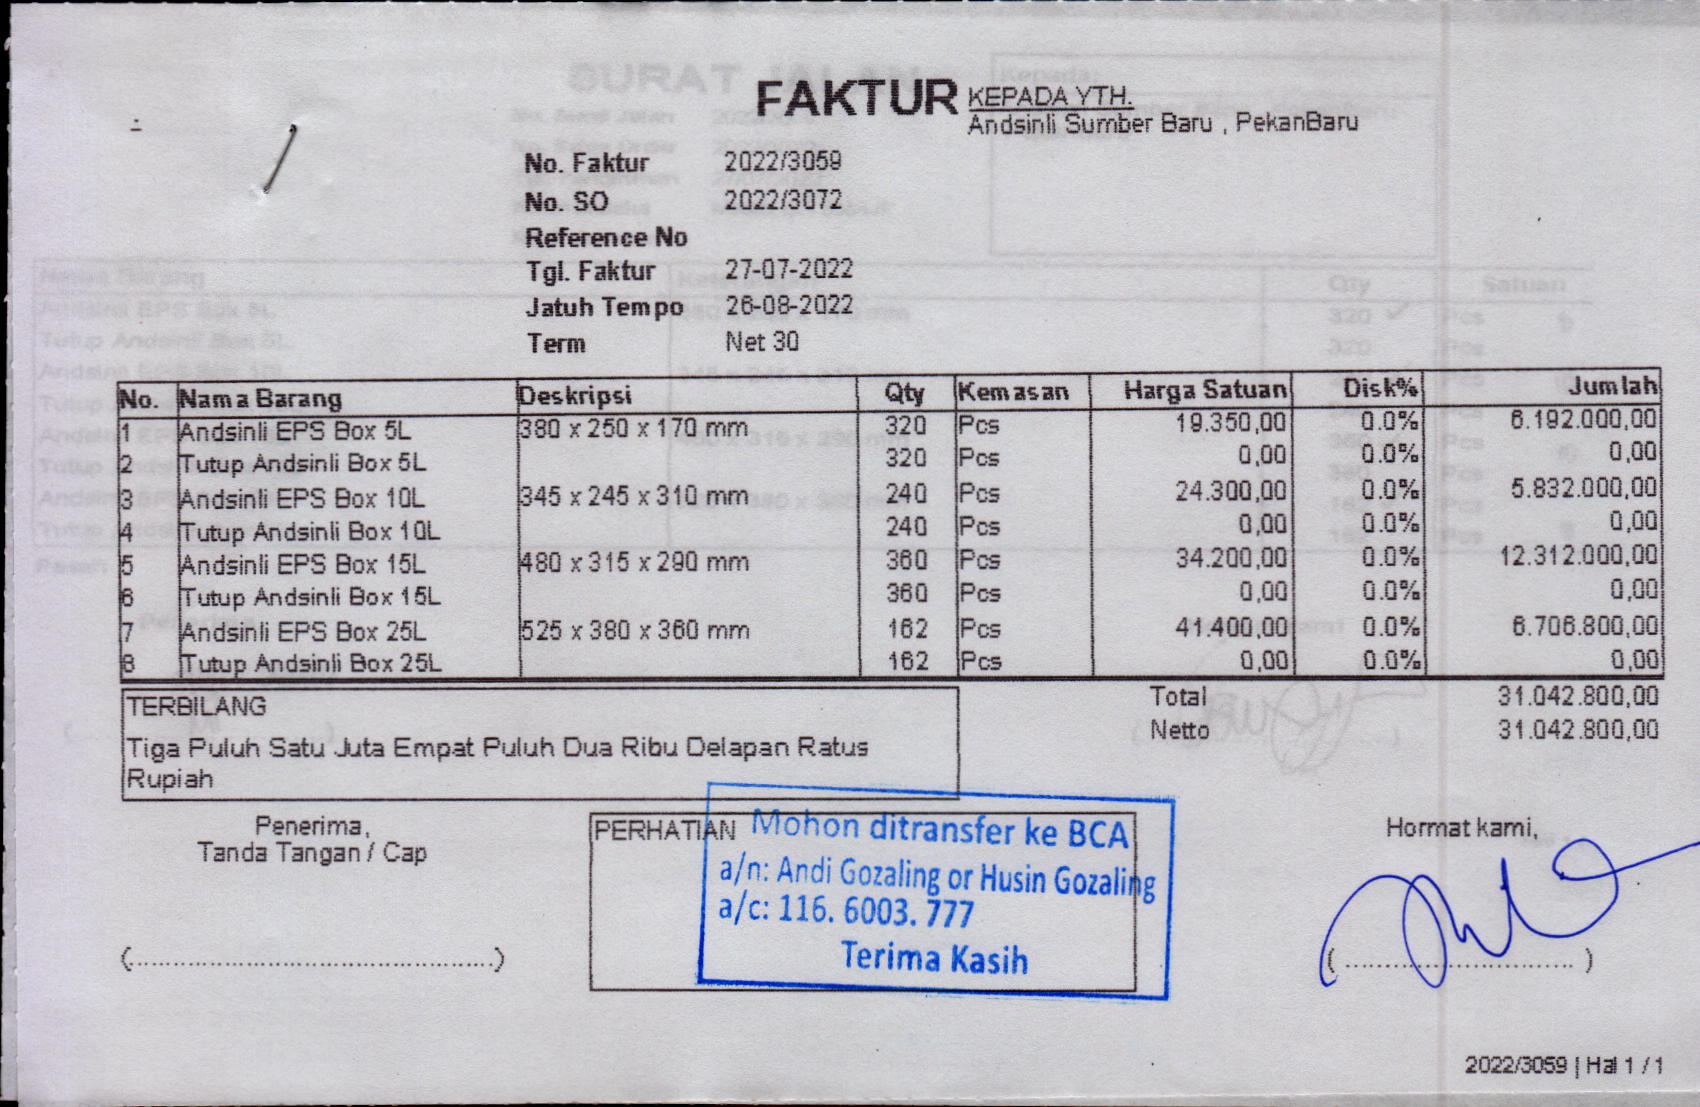 FAKTUR
KEPADA YTH.
Andsinli Sumber Baru , PekanBaru
No. Faktur 2022/3059
No. SO 2022/3072
Reference No
Tgl. Faktur 27-07-2022
Jatuh Tempo 26-08-2022
Term Net 30
No. Nama Barang Deskripsi Qty Kemasan Harga Satuan Disk% Jumlah
1 Andsinli EPS Box 5L 380 x 250 x 170 mm 320 Pcs 19.350,00 0.0% 6.192.000,00
2 Tutup Andsinli Box 5L 320 Pcs 0,00 0.0% 0,00
3 Andsinli EPS Box 10L 345 x 245 x 310 mm 240 Pcs 24.300,00 0.0% 5.832.000,00
4 Tutup Andsinli Box 10L 240 Pcs 0,00 0.0% 0,00
5 Andsinli EPS Box 15L 480 x 315 x 290 mm 360 Pcs 34.200,00 0.0% 12.312.000,00
6 Tutup Andsinli Box 15L 360 Pcs 0,00 0.0% 0,00
7 Andsinli EPS Box 25L 525 x 380 x 360 mm 162 Pcs 41.400,00 0.0% 6.706.800,00
8 Tutup Andsinli Box 25L 162 Pcs 0,00 0.0% 0,00
Total 31.042.800,00
Netto 31.042.800,00
TERBILANG
Tiga Puluh Satu Juta Empat Puluh Dua Ribu Delapan Ratus
Rupiah
Penerima,
Tanda Tangan / Cap
(..............................................)
PERHATIAN
Mohon ditransfer ke BCA
a/n: Andi Gozaling or Husin Gozaling
a/c: 116. 6003. 777
Terima Kasih
Hormat kami,
( ............................. )
2022/3059 | Hal 1 / 1